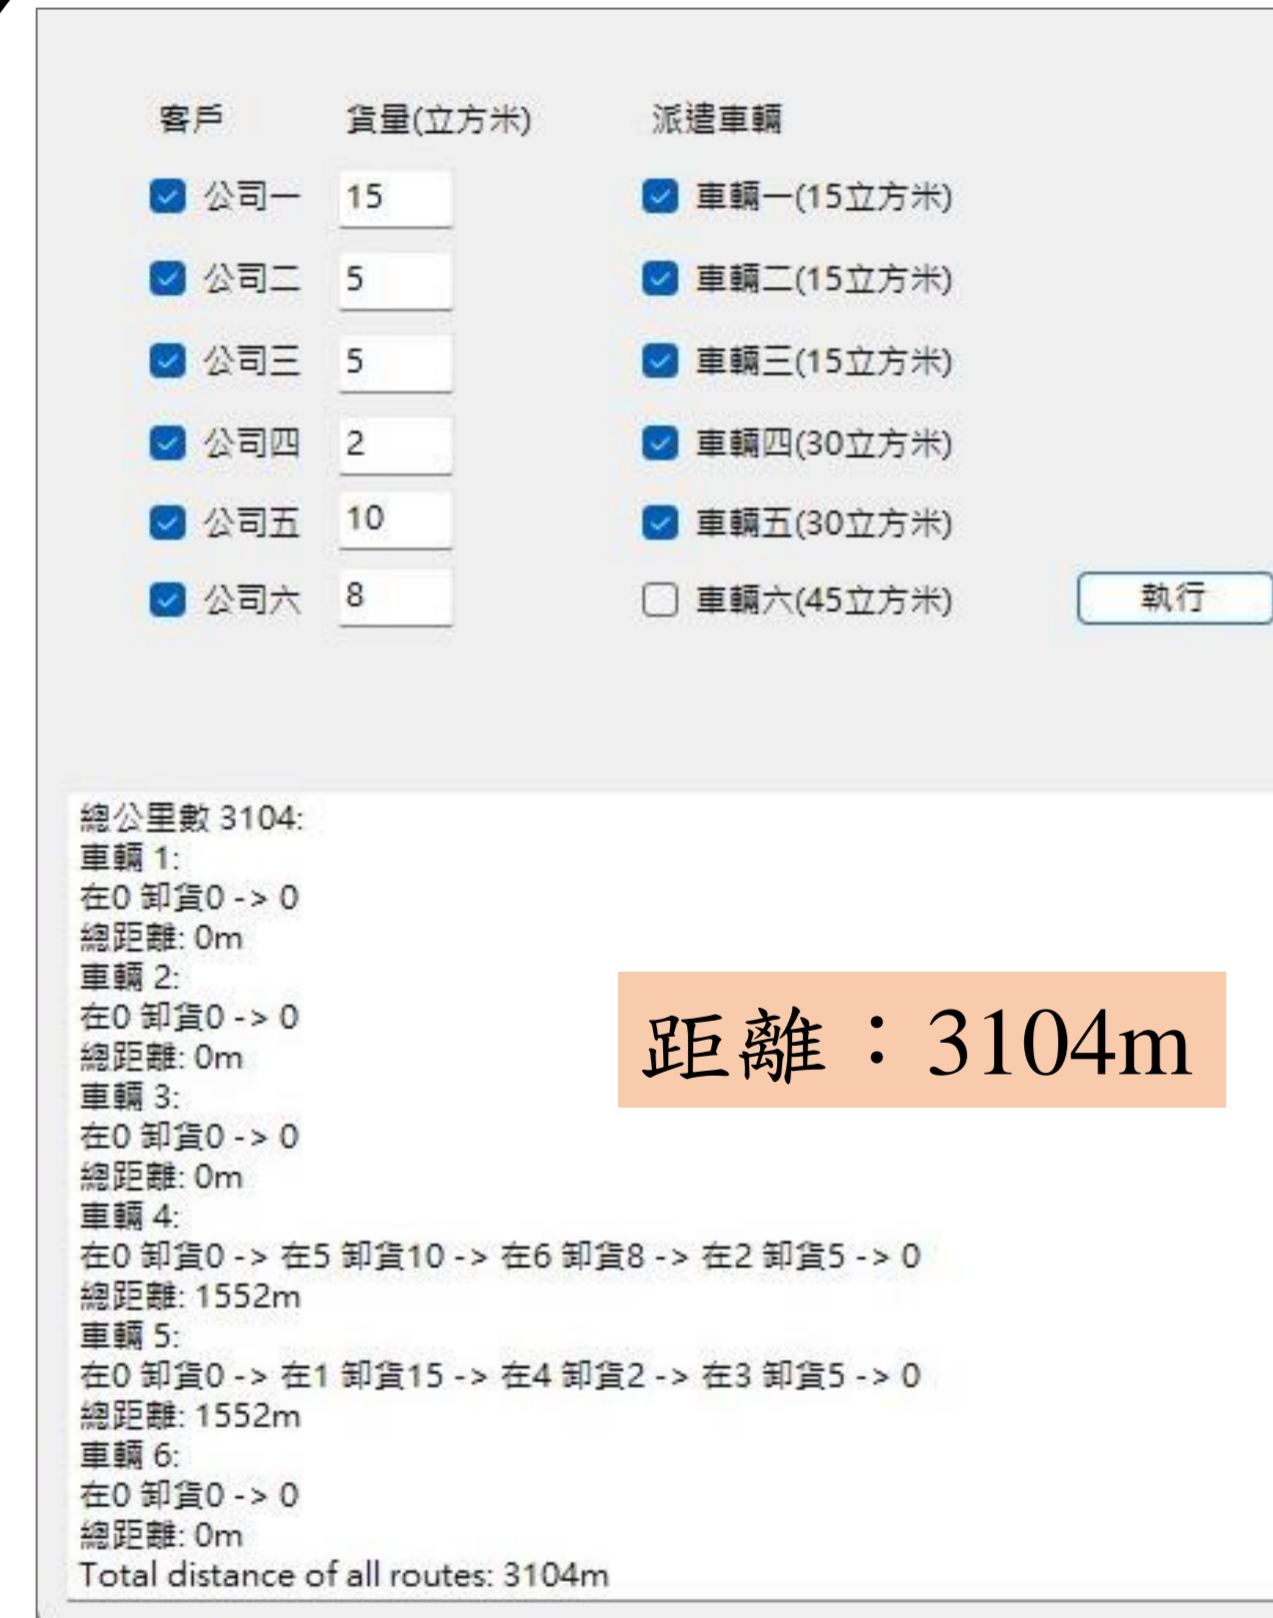 客戶 貨量(立方米) 派遣車輛
公司一 15 車輛一(15立方米)
公司二 5 車輛二(15立方米)
公司三 5 車輛三(15立方米)
公司四 2 車輛四(30立方米)
公司五 10 車輛五(30立方米)
公司六 8 車輛六(45立方米) 執行
總公里數 3104:
車輛 1:
在0 卸貨0 -> 0
總距離: 0m
車輛 2:
在0 卸貨0 -> 0
總距離: 0m
車輛 3:
在0 卸貨0 -> 0
總距離: 0m
車輛 4:
在0 卸貨0 -> 在5 卸貨10 -> 在6 卸貨8 -> 在2 卸貨5 -> 0
總距離: 1552m
車輛 5:
在0 卸貨0 -> 在1 卸貨15 -> 在4 卸貨2 -> 在3 卸貨5 -> 0
總距離: 1552m
車輛 6:
在0 卸貨0 -> 0
總距離: 0m
Total distance of all routes: 3104m
距離：3104m